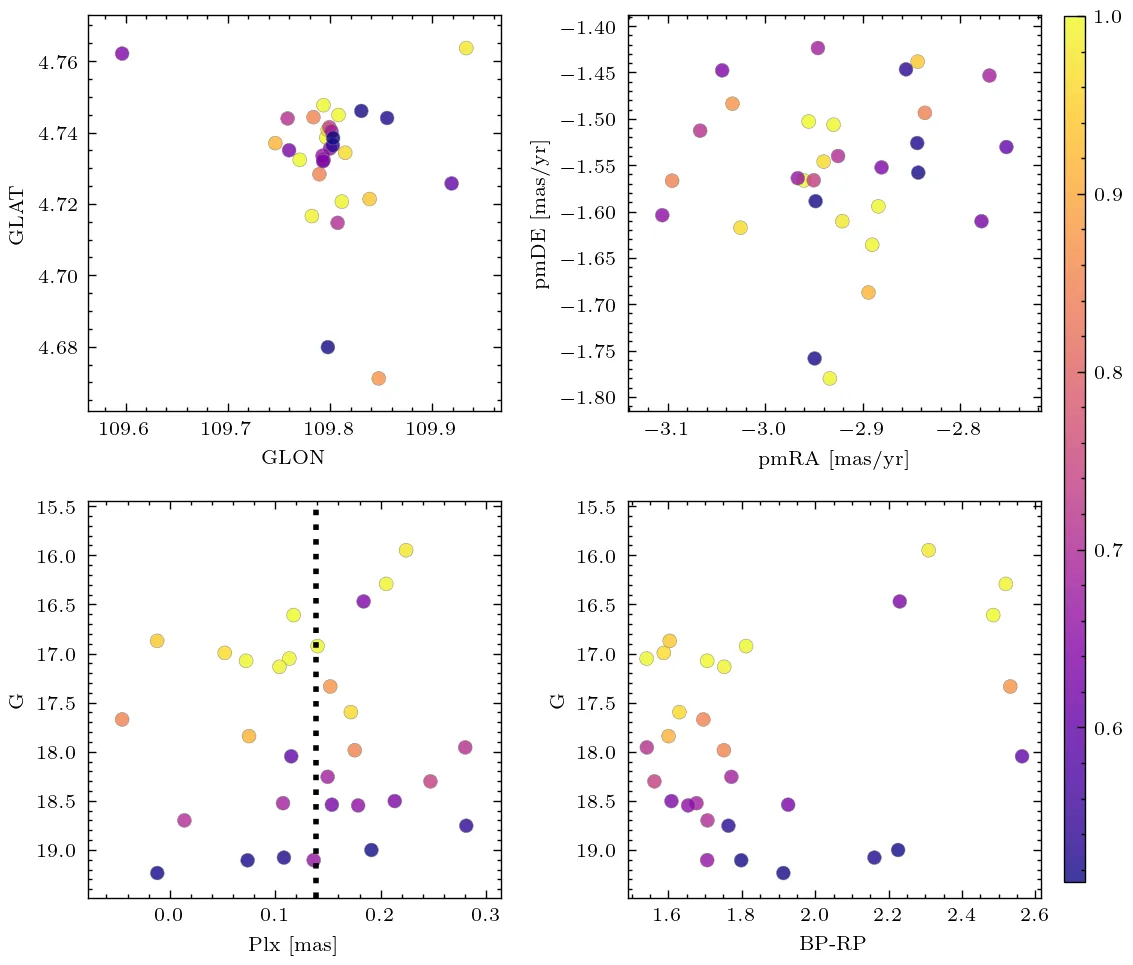 4.76
4.74
4.72
4.70
4.68
GLAT
109.6 109.7 109.8 109.9
GLON
−1.40
−1.45
−1.50
−1.55
−1.60
−1.65
−1.70
−1.75
−1.80
pmDE [mas/yr]
−3.1 −3.0 −2.9 −2.8
pmRA [mas/yr]
15.5
16.0
16.5
17.0
17.5
18.0
18.5
19.0
G
0.0 0.1 0.2 0.3
Plx [mas]
15.5
16.0
16.5
17.0
17.5
18.0
18.5
19.0
G
1.6 1.8 2.0 2.2 2.4 2.6
BP-RP
1.0
0.9
0.8
0.7
0.6